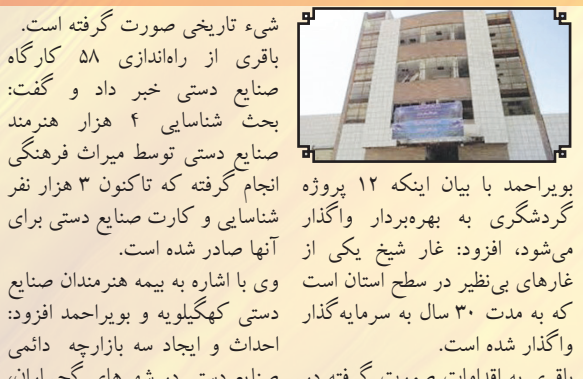 بویراحمد با بیان اینکه ۱۲ پروژه
گردشگری به بهره‌بردار واگذار
می‌شود، افزود: غار شیخ یکی از
غارهای بی‌نظیر در سطح استان است
که به مدت ۳۰ سال به سرمایه‌گذار
واگذار شده است.
باقری به اقدامات صورت گرفته در
شیء تاریخی صورت گرفته است.
باقری از راه‌اندازی ۵۸ کارگاه
صنایع دستی خبر داد و گفت:
بحث شناسایی ۴ هزار هنرمند
صنایع دستی توسط میراث فرهنگی
انجام گرفته که تاکنون ۳ هزار نفر
شناسایی و کارت صنایع دستی برای
آنها صادر شده است.
وی با اشاره به بیمه هنرمندان صنایع
دستی کهگیلویه و بویراحمد افزود:
احداث و ایجاد سه بازارچه دائمی
صنایع دستی در شهرهای گچساران،